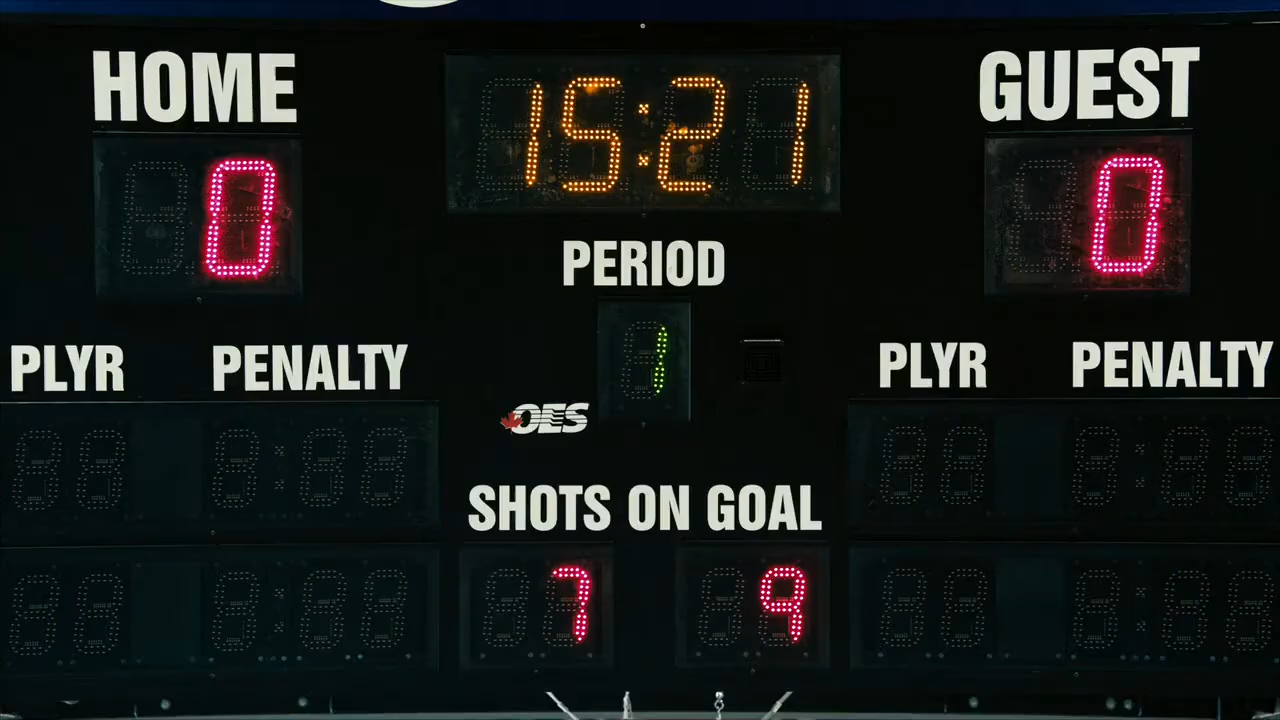 HOME 15:21 GUEST
0 0
PERIOD
1
PLYR PENALTY PLYR PENALTY
OES
SHOTS ON GOAL
7 9